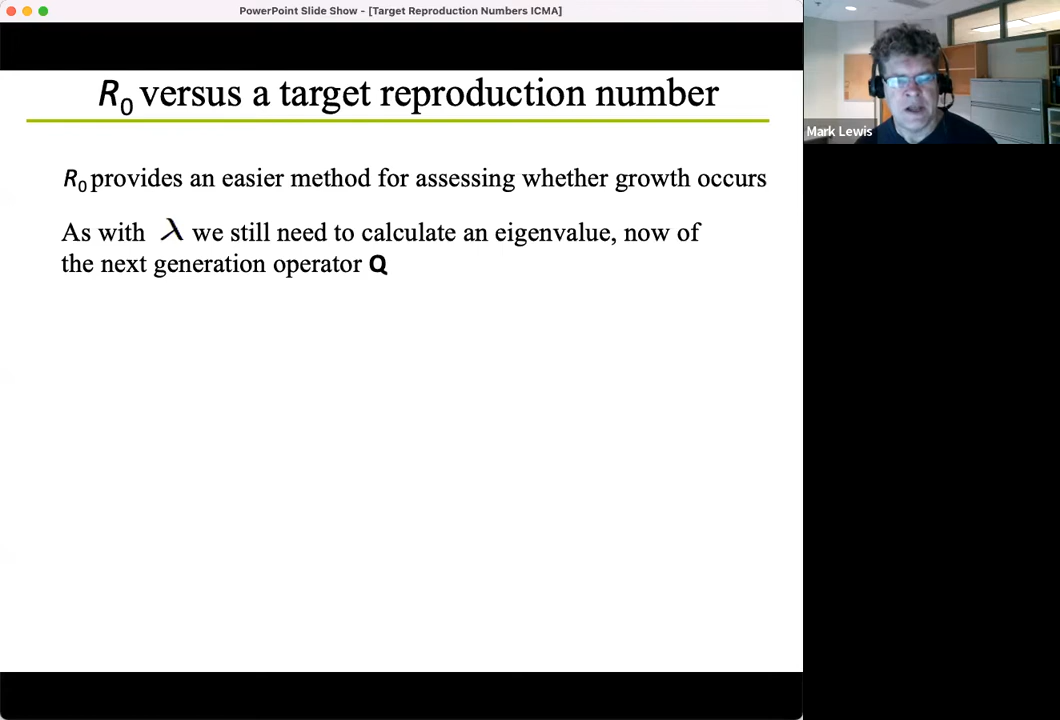 PowerPoint Slide Show - [Target Reproduction Numbers ICMA]
R₀ versus a target reproduction number
R₀ provides an easier method for assessing whether growth occurs
As with λ we still need to calculate an eigenvalue, now of
the next generation operator Q
Mark Lewis